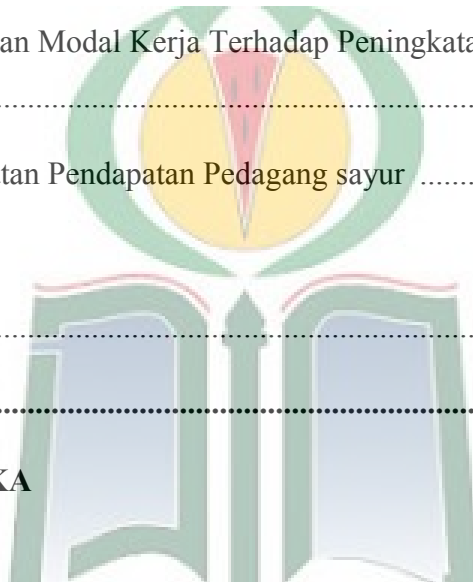 an Modal Kerja Terhadap Peningkata
................................................................
tan Pendapatan Pedagang sayur .......
................................................................
................................................................
KA